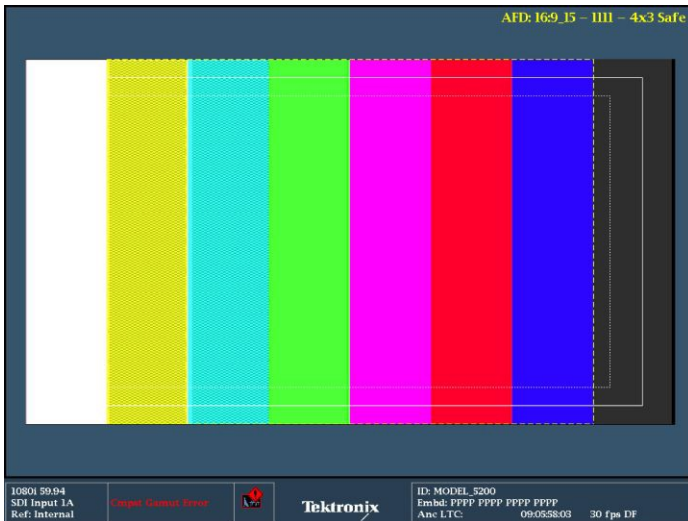 AFD: 16:9_15 – 1111 – 4x3 Safe
1080i 59.94
SDI Input 1A
Ref: Internal
Cmpst Gamut Error
Tektronix
ID: MODEL_5200
Embd: PPPP PPPP PPPP PPPP
Anc LTC: 09:05:58:03 30 fps DF